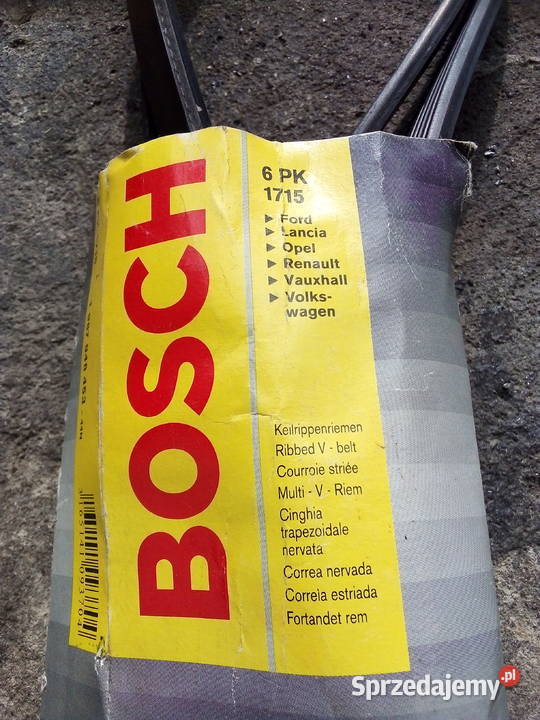 BOSCH
6 PK
1715
► Ford
► Lancia
► Opel
► Renault
► Vauxhall
► Volks-
wagen
Keilrippenriemen
Ribbed V - belt
Courroie striée
Multi - V - Riem
Cinghia
trapezoidale
nervata
Correa nervada
Correia estriada
Fortandet rem
Sprzedajemy.pl